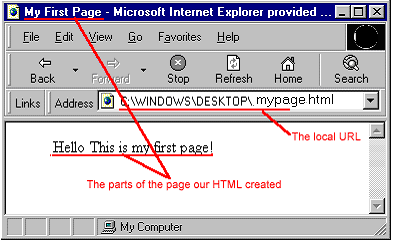 My First Page - Microsoft Internet Explorer provided ...
File Edit View Go Favorites Help
Back Forward Stop Refresh Home Search
Links Address C:\WINDOWS\DESKTOP\mypage.html
The local URL
Hello This is my first page!
The parts of the page our HTML created
My Computer